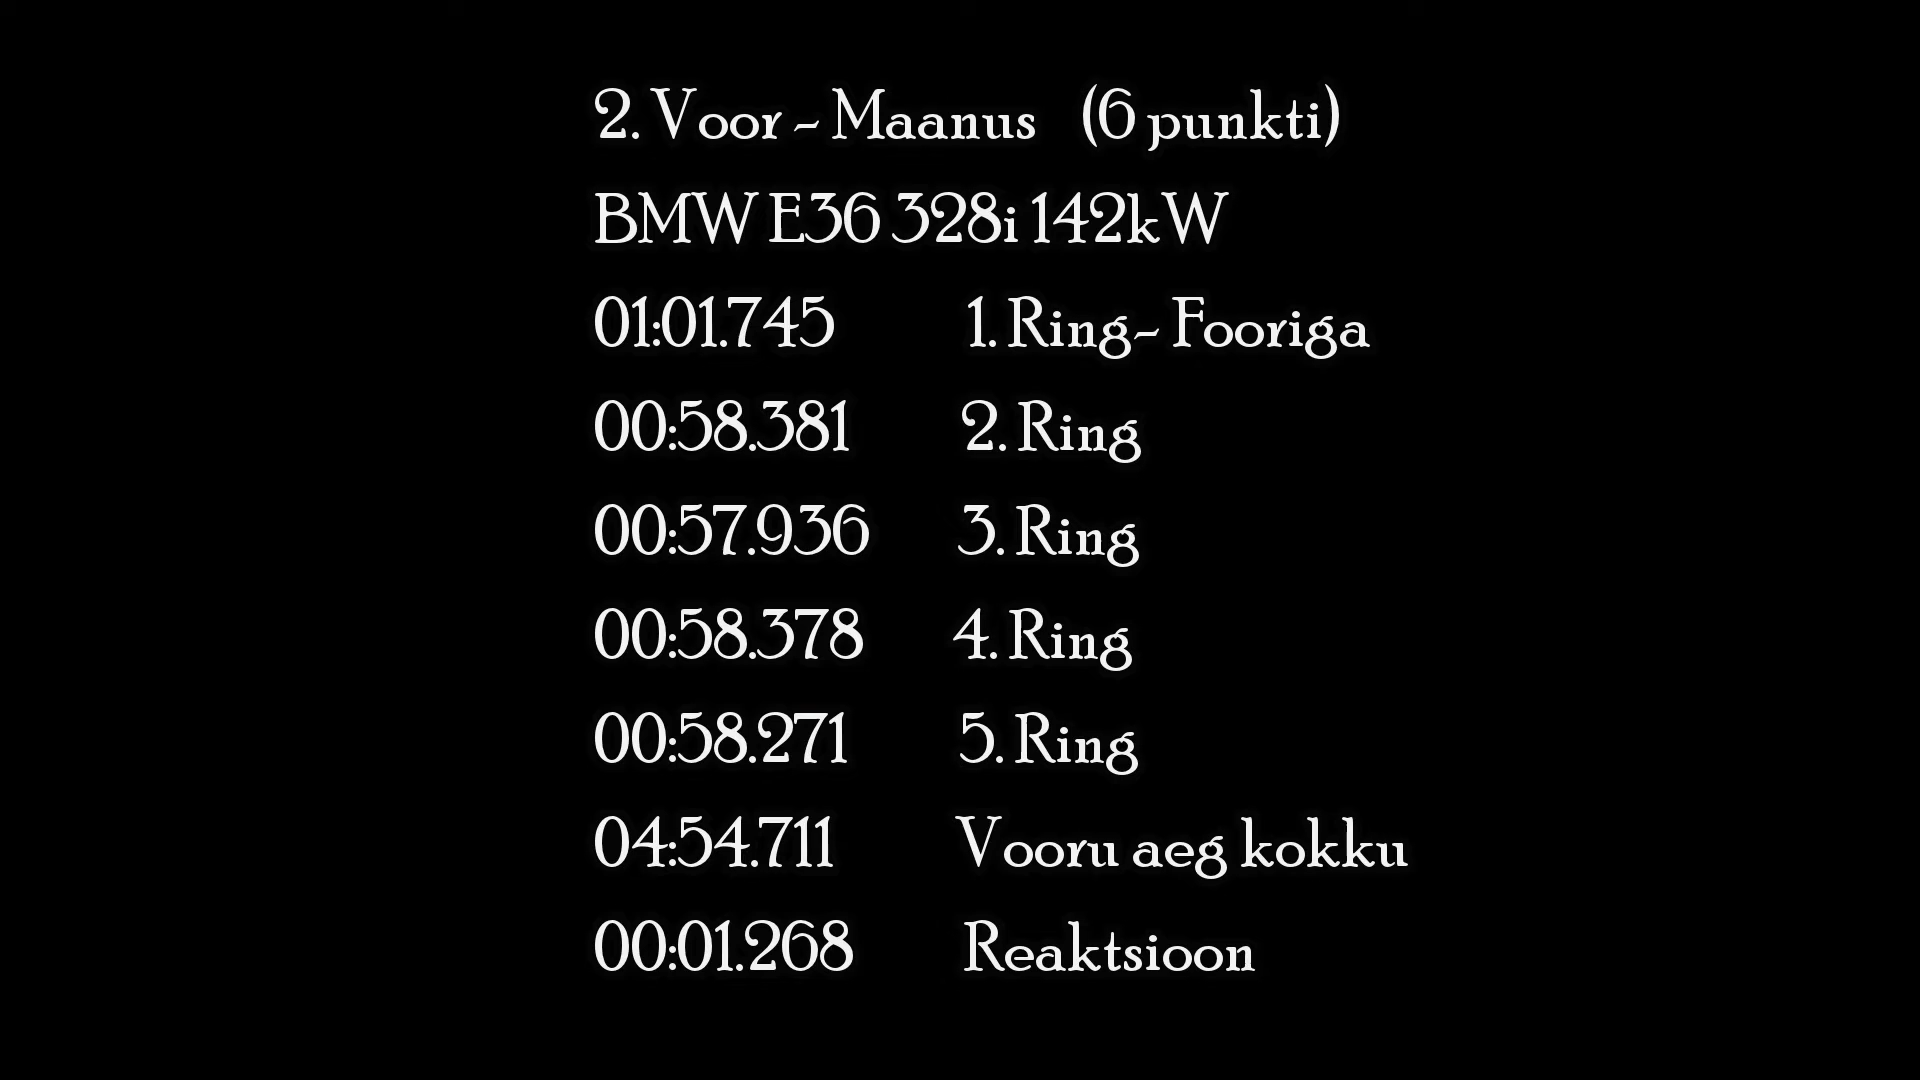 2. Voor - Maanus (6 punkti)
BMW E36 328i 142kW
01:01.745 1. Ring- Fooriga
00:58.381 2. Ring
00:57.936 3. Ring
00:58.378 4. Ring
00:58.271 5. Ring
04:54.711 Vooru aeg kokku
00:01.268 Reaktsioon